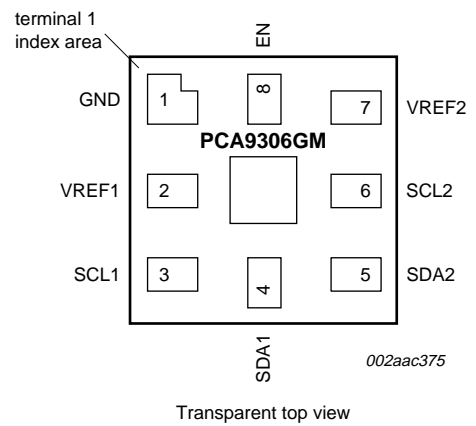 terminal 1
index area
EN
GND
1
8
7
VREF2
PCA9306GM
VREF1
2
6
SCL2
SCL1
3
4
5
SDA2
SDA1
002aac375
Transparent top view